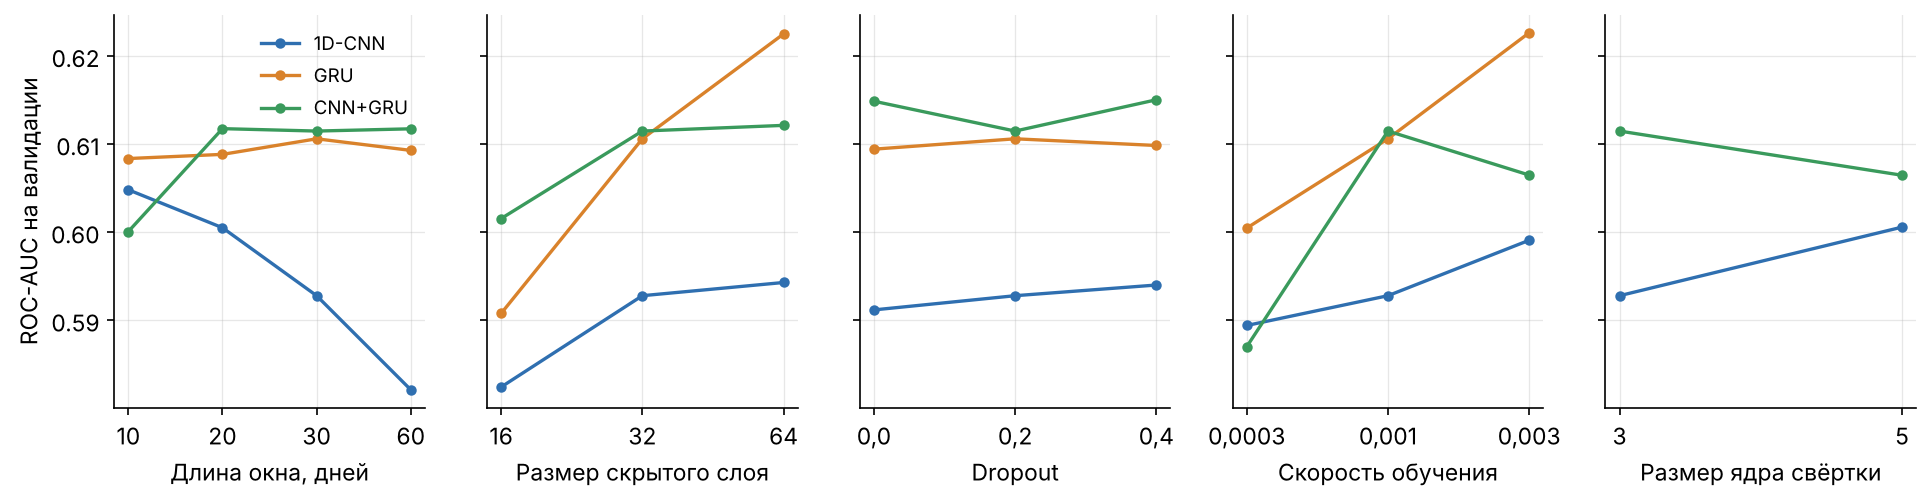 ROC-AUC на валидации
0.62
0.61
0.60
0.59
1D-CNN
GRU
CNN+GRU
10 20 30 60
Длина окна, дней
16 32 64
Размер скрытого слоя
0,0 0,2 0,4
Dropout
0,0003 0,001 0,003
Скорость обучения
3 5
Размер ядра свёртки